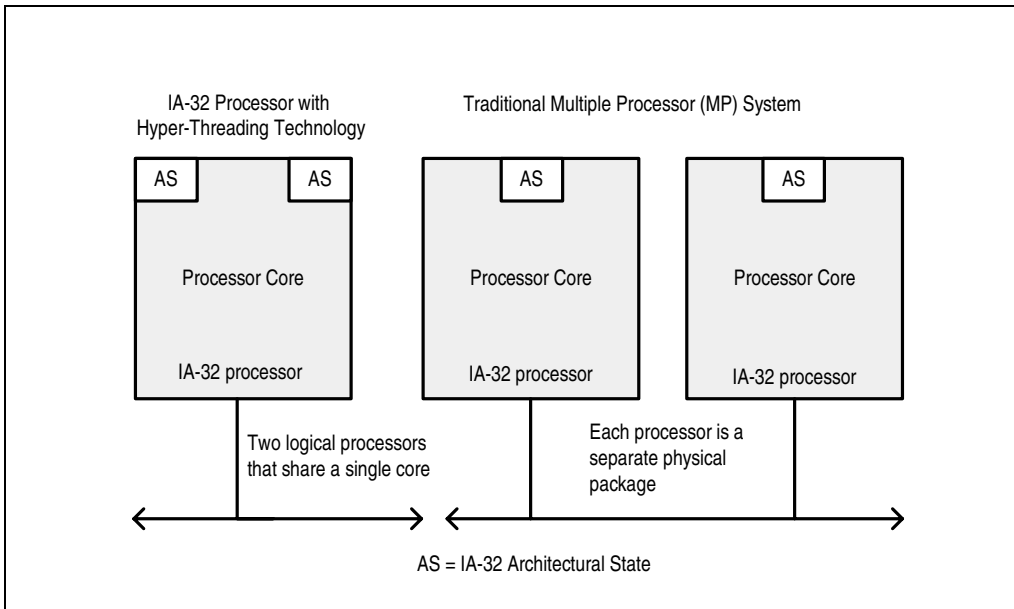 IA-32 Processor with
Hyper-Threading Technology
Traditional Multiple Processor (MP) System
AS
AS
AS
AS
Processor Core
Processor Core
Processor Core
IA-32 processor
IA-32 processor
IA-32 processor
Two logical processors
that share a single core
Each processor is a
separate physical
package
AS = IA-32 Architectural State